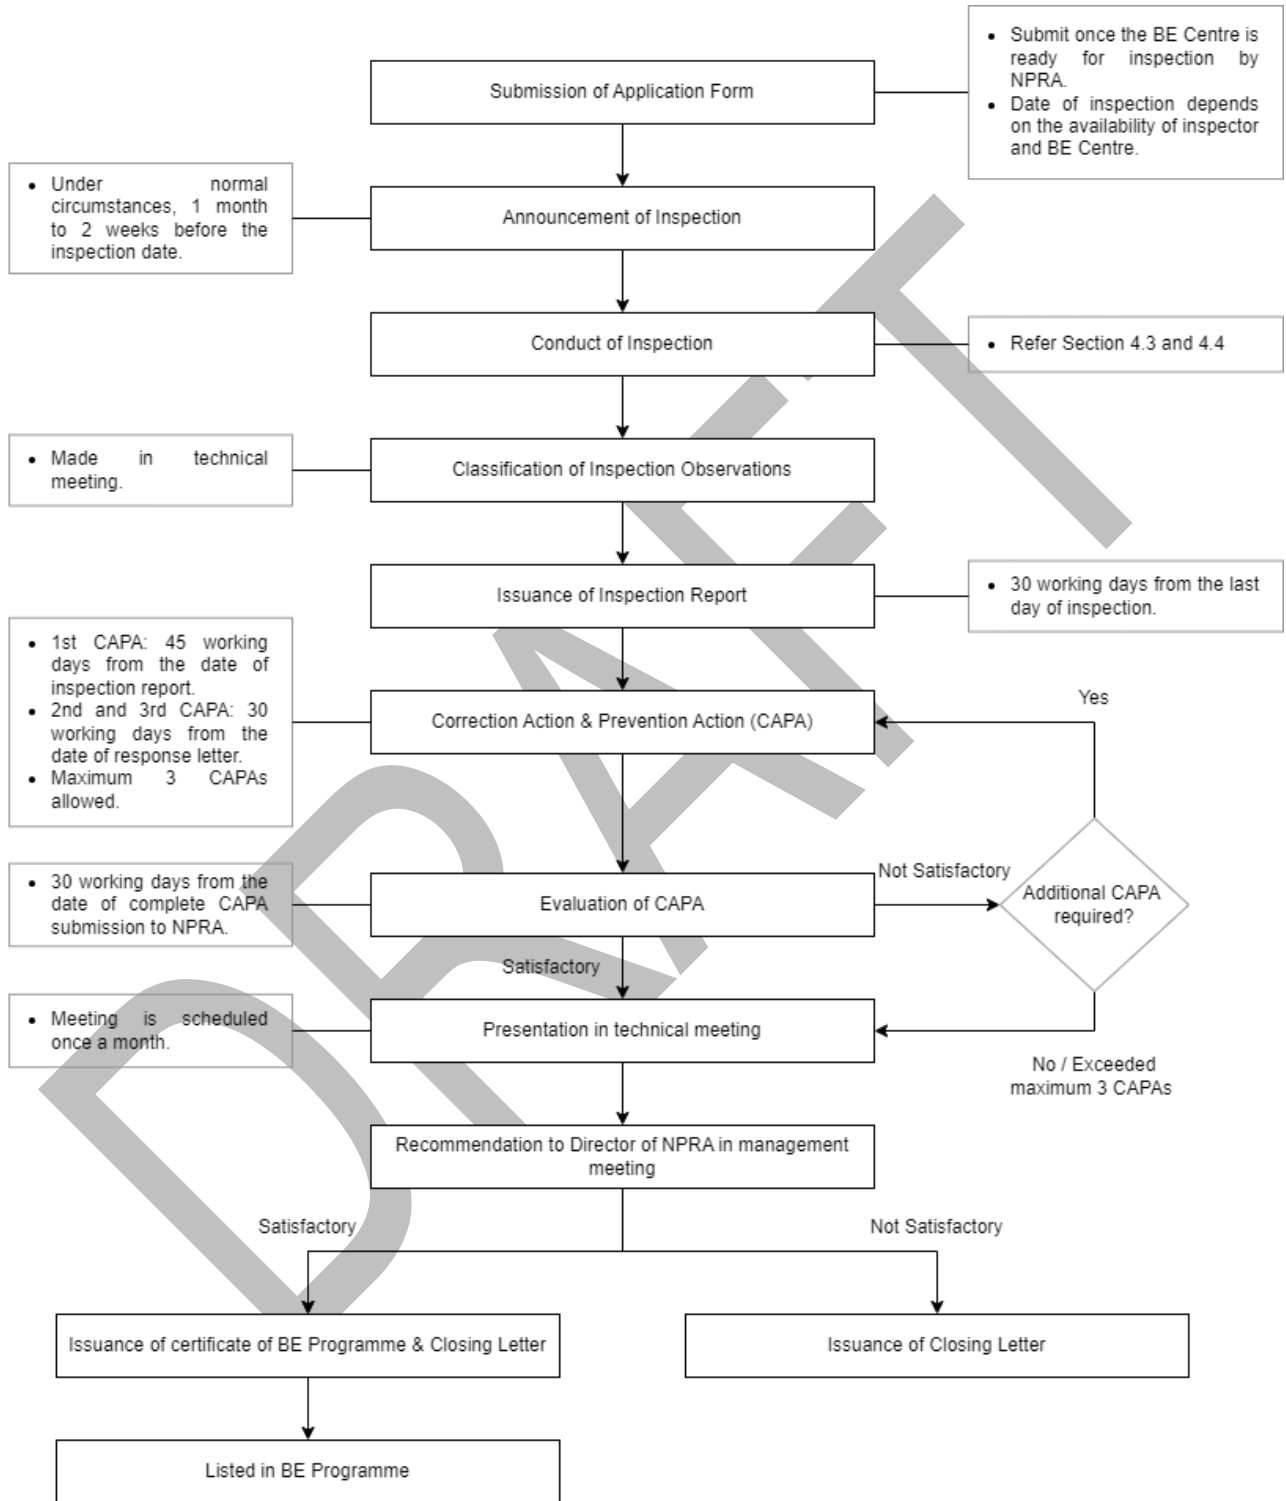 • Submit once the BE Centre is
ready for inspection by
NPRA.
• Date of inspection depends
on the availability of inspector
and BE Centre.
Submission of Application Form
• Under normal
circumstances, 1 month
to 2 weeks before the
inspection date.
Announcement of Inspection
Conduct of Inspection
• Refer Section 4.3 and 4.4
• Made in technical
meeting.
Classification of Inspection Observations
Issuance of Inspection Report
• 30 working days from the last
day of inspection.
• 1st CAPA: 45 working
days from the date of
inspection report.
• 2nd and 3rd CAPA: 30
working days from the
date of response letter.
• Maximum 3 CAPAs
allowed.
Correction Action & Prevention Action (CAPA)
Yes
• 30 working days from the
date of complete CAPA
submission to NPRA.
Evaluation of CAPA
Not Satisfactory
Additional CAPA
required?
Satisfactory
• Meeting is scheduled
once a month.
Presentation in technical meeting
No / Exceeded
maximum 3 CAPAs
Recommendation to Director of NPRA in management
meeting
Satisfactory
Not Satisfactory
Issuance of certificate of BE Programme & Closing Letter
Issuance of Closing Letter
Listed in BE Programme
DRAFT